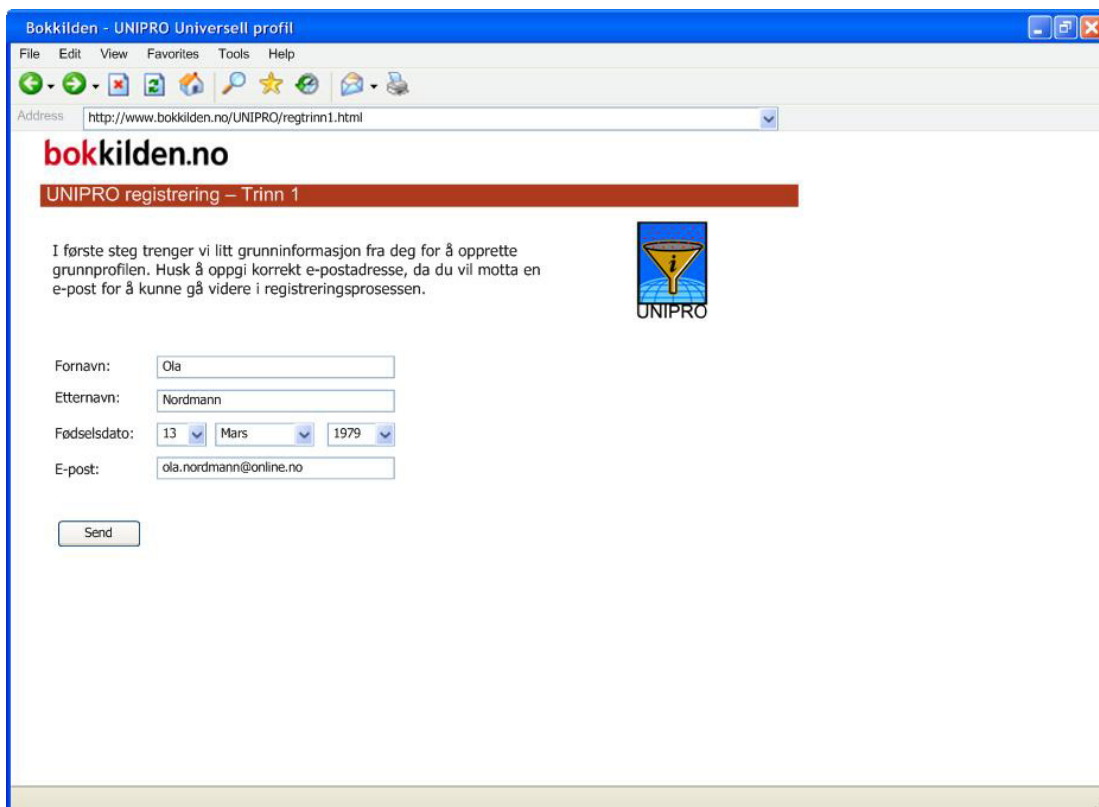 Bokkilden - UNIPRO Universell profil
File Edit View Favorites Tools Help
Address http://www.bokkilden.no/UNIPRO/regtrinn1.html
bokkilden.no
UNIPRO registrering – Trinn 1
I første steg trenger vi litt grunninformasjon fra deg for å opprette
grunnprofilen. Husk å oppgi korrekt e-postadresse, da du vil motta en
e-post for å kunne gå videre i registreringsprosessen.
i
UNIPRO
Fornavn: Ola
Etternavn: Nordmann
Fødselsdato: 13 Mars 1979
E-post: ola.nordmann@online.no
Send